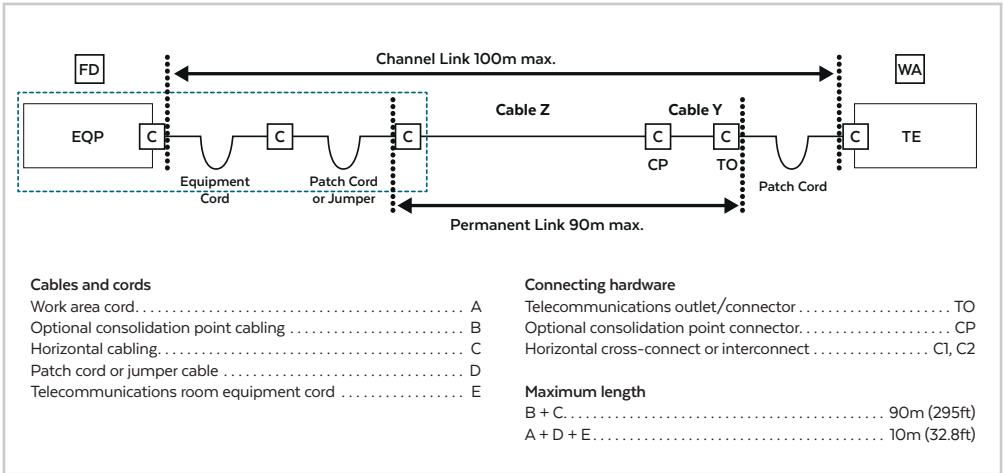 Channel Link 100m max.
FD
WA
Cable Z
Cable Y
EQP
C
C
C
C
C
C
TE
CP
TO
Equipment
Cord
Patch Cord
or Jumper
Patch Cord
Permanent Link 90m max.
Cables and cords
Work area cord................................................ A
Optional consolidation point cabling ........................... B
Horizontal cabling............................................. C
Patch cord or jumper cable .................................... D
Telecommunications room equipment cord ................. E
Connecting hardware
Telecommunications outlet/connector ...................... TO
Optional consolidation point connector...................... CP
Horizontal cross-connect or interconnect ............... C1, C2
Maximum length
B + C............................................... 90m (295ft)
A + D + E.......................................... 10m (32.8ft)